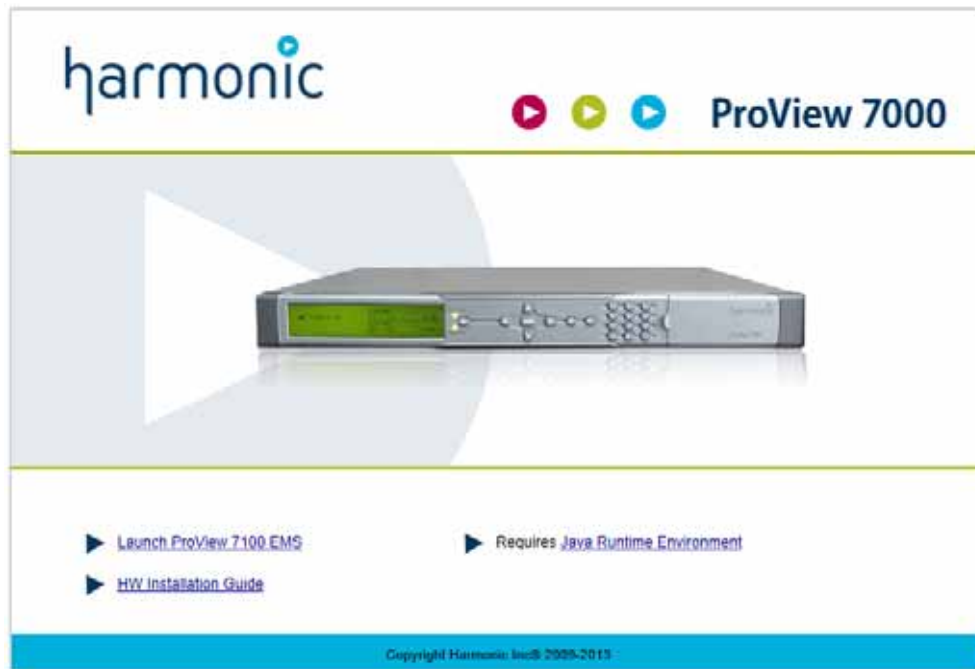 harmonic
ProView 7000
harmonic
Launch ProView 7100 EMS
Requires Java Runtime Environment
HW Installation Guide
Copyright Harmonic Inc® 2009-2013